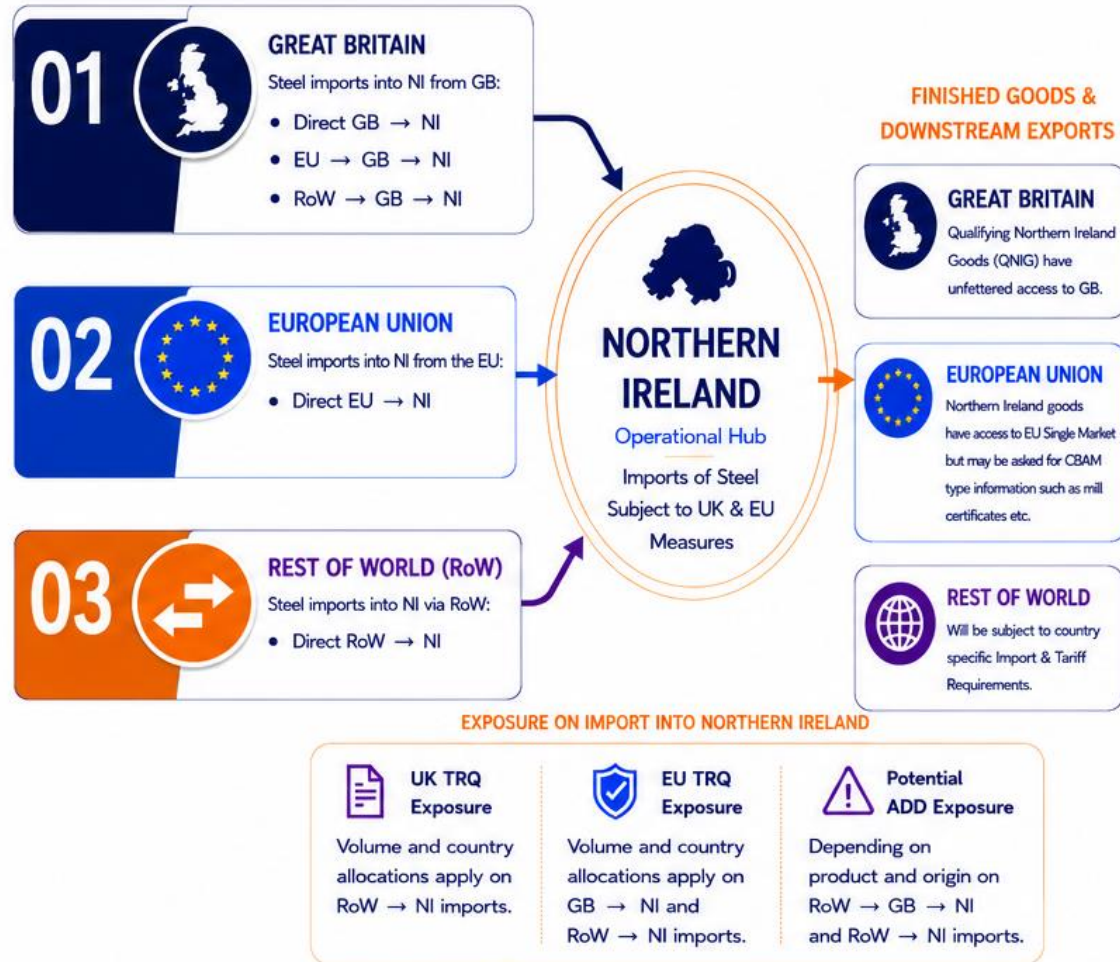 01
GREAT BRITAIN
Steel imports into NI from GB:
• Direct GB → NI
• EU → GB → NI
• RoW → GB → NI
02
EUROPEAN UNION
Steel imports into NI from the EU:
• Direct EU → NI
03
REST OF WORLD (RoW)
Steel imports into NI via RoW:
• Direct RoW → NI
NORTHERN
IRELAND
Operational Hub
Imports of Steel
Subject to UK & EU
Measures
FINISHED GOODS &
DOWNSTREAM EXPORTS
GREAT BRITAIN
Qualifying Northern Ireland
Goods (QNIG) have
unfettered access to GB.
EUROPEAN UNION
Northern Ireland goods
have access to EU Single Market
but may be asked for CBAM
type information such as mill
certificates etc.
REST OF WORLD
Will be subject to country
specific Import & Tariff
Requirements.
EXPOSURE ON IMPORT INTO NORTHERN IRELAND
UK TRQ
Exposure
Volume and country
allocations apply on
RoW → NI imports.
EU TRQ
Exposure
Volume and country
allocations apply on
GB → NI and
RoW → NI imports.
Potential
ADD Exposure
Depending on
product and origin on
RoW → GB → NI
and RoW → NI imports.